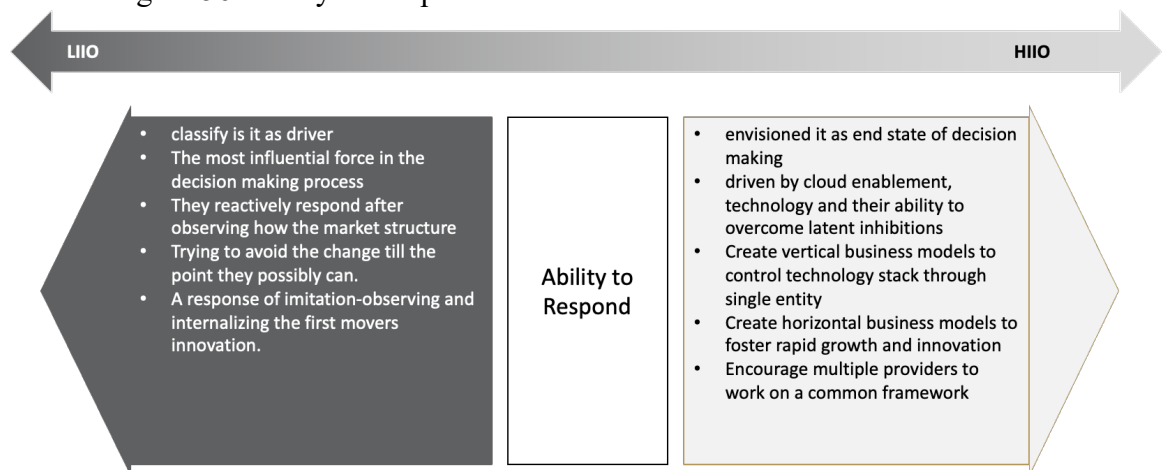 LIIO
HIIO
• classify is it as driver
• The most influential force in the
decision making process
• They reactively respond after
observing how the market structure
• Trying to avoid the change till the
point they possibly can.
• A response of imitation-observing and
internalizing the first movers
innovation.
Ability to
Respond
• envisioned it as end state of decision
making
• driven by cloud enablement,
technology and their ability to
overcome latent inhibitions
• Create vertical business models to
control technology stack through
single entity
• Create horizontal business models to
foster rapid growth and innovation
• Encourage multiple providers to
work on a common framework